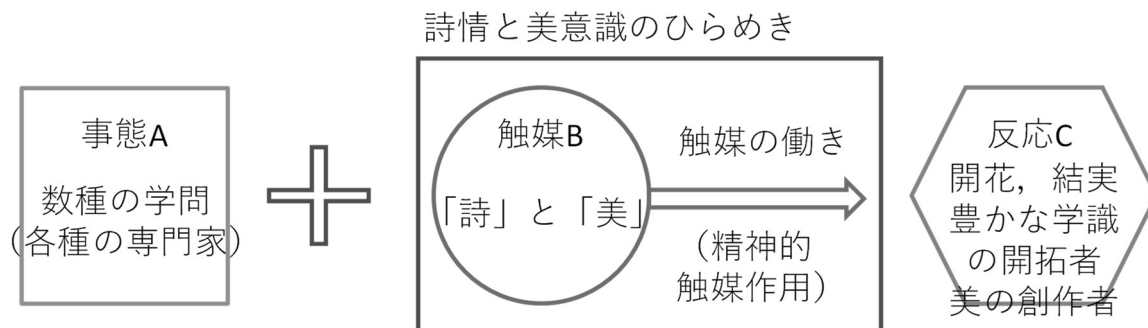 詩情と美意識のひらめき
事態A
数種の学問
（各種の専門家）
触媒B
「詩」と「美」
触媒の働き
（精神的
触媒作用）
反応C
開花，結実
豊かな学識
の開拓者
美の創作者